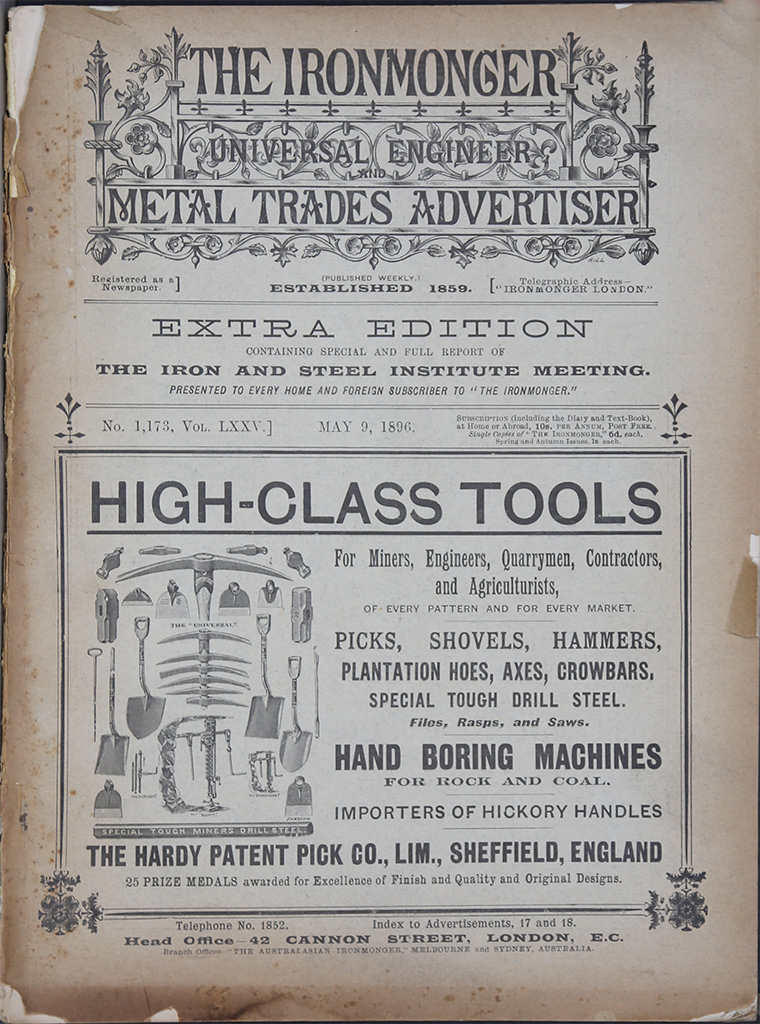 THE IRONMONGER
UNIVERSAL ENGINEER
AND
METAL TRADES ADVERTISER
Registered as a Newspaper. ]
(PUBLISHED WEEKLY.)
ESTABLISHED 1859.
[ Telegraphic Address—
"IRONMONGER LONDON."
EXTRA EDITION
CONTAINING SPECIAL AND FULL REPORT OF
THE IRON AND STEEL INSTITUTE MEETING.
PRESENTED TO EVERY HOME AND FOREIGN SUBSCRIBER TO "THE IRONMONGER."
No. 1,173, VOL. LXXV.]
MAY 9, 1896.
SUBSCRIPTION (including the Diary and Text-Book),
at Home or Abroad, 10s. PER ANNUM, POST FREE.
Single Copies of "THE IRONMONGER," 6d. each.
Spring and Autumn Issues, 1s. each.
HIGH-CLASS TOOLS
For Miners, Engineers, Quarrymen, Contractors,
and Agriculturists,
OF EVERY PATTERN AND FOR EVERY MARKET.
THE "UNIVERSAL"
PICKS, SHOVELS, HAMMERS,
PLANTATION HOES, AXES, CROWBARS,
SPECIAL TOUGH DRILL STEEL.
Files, Rasps, and Saws.
HAND BORING MACHINES
FOR ROCK AND COAL.
IMPORTERS OF HICKORY HANDLES
SPECIAL TOUGH MINERS DRILL STEEL.
THE HARDY PATENT PICK CO., LIM., SHEFFIELD, ENGLAND
25 PRIZE MEDALS awarded for Excellence of Finish and Quality and Original Designs.
Telephone No. 1852.
Index to Advertisements, 17 and 18.
Head Office—42 CANNON STREET, LONDON, E.C.
Branch Offices—"THE AUSTRALASIAN IRONMONGER," MELBOURNE and SYDNEY, AUSTRALIA.